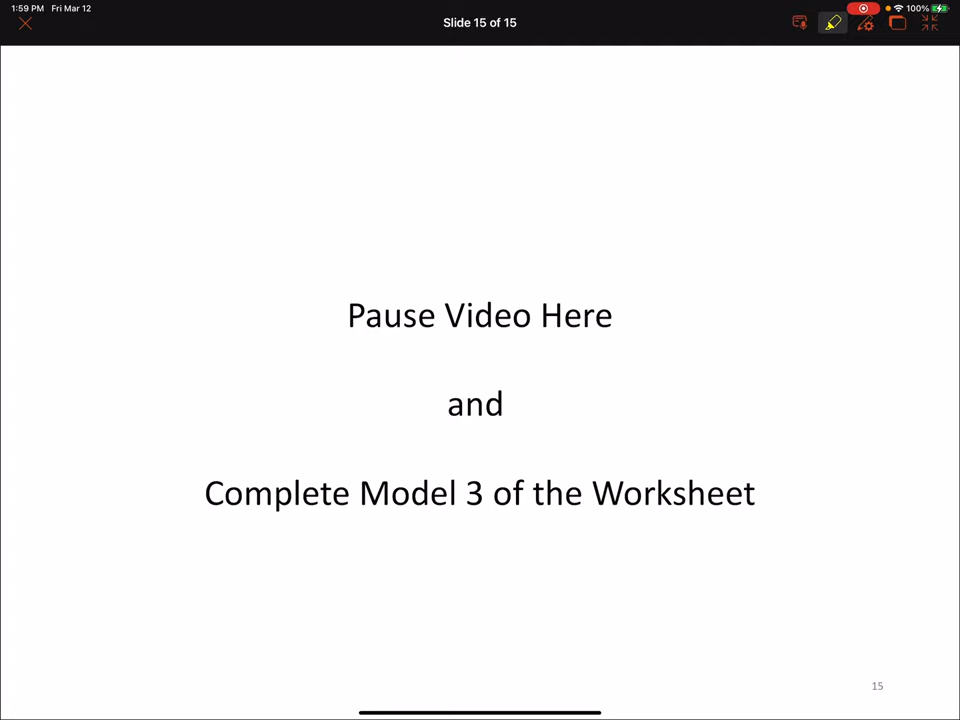 1:59 PM Fri Mar 12
100%
Slide 15 of 15
Pause Video Here
and
Complete Model 3 of the Worksheet
15